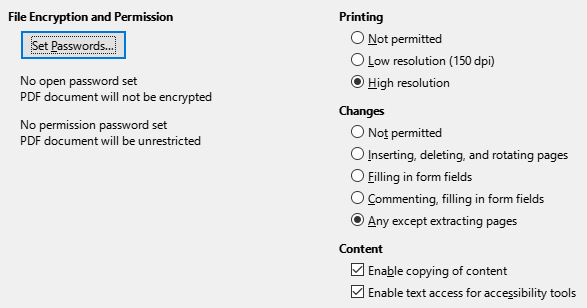 File Encryption and Permission
Set Passwords...
No open password set
PDF document will not be encrypted
No permission password set
PDF document will be unrestricted
Printing
Not permitted
Low resolution (150 dpi)
High resolution
Changes
Not permitted
Inserting, deleting, and rotating pages
Filling in form fields
Commenting, filling in form fields
Any except extracting pages
Content
Enable copying of content
Enable text access for accessibility tools